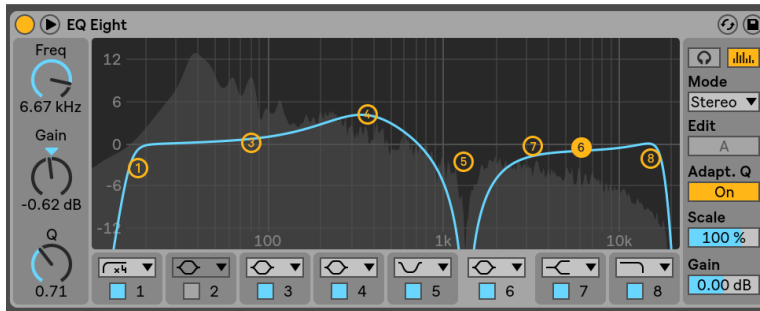 EQ Eight
Freq
6.67 kHz
Gain
-0.62 dB
Q
0.71
12
6
0
-6
-12
100
1k
10k
1
3
4
5
7
6
8
x4
1
2
3
4
5
6
7
8
Mode
Stereo
Edit
A
Adapt. Q
On
Scale
100 %
Gain
0.00 dB